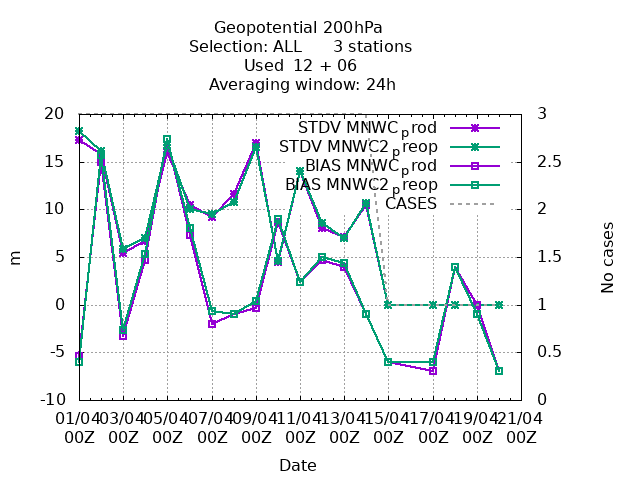 Geopotential 200hPa
Selection: ALL 3 stations
Used 12 + 06
Averaging window: 24h
20
15
10
5
0
-5
-10
m
3
2.5
2
1.5
1
0.5
0
No cases
STDV MNWC_prod
STDV MNWC2_preop
BIAS MNWC_prod
BIAS MNWC2_preop
CASES
01/04 03/04 05/04 07/04 09/04 11/04 13/04 15/04 17/04 19/04 21/04
00Z 00Z 00Z 00Z 00Z 00Z 00Z 00Z 00Z 00Z 00Z
Date